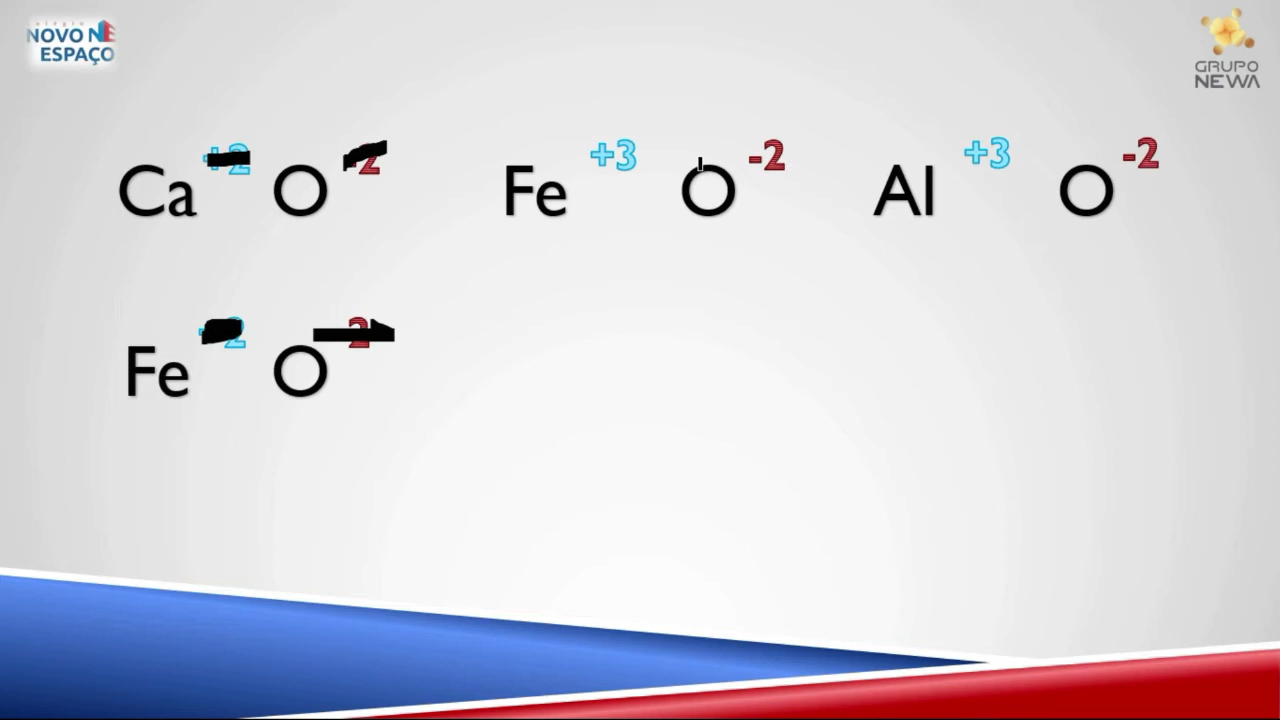 NOVO NE
ESPAÇO
GRUPO
NEWA
Ca +2 O -2 Fe +3 O -2 Al +3 O -2
Fe 2 O 2